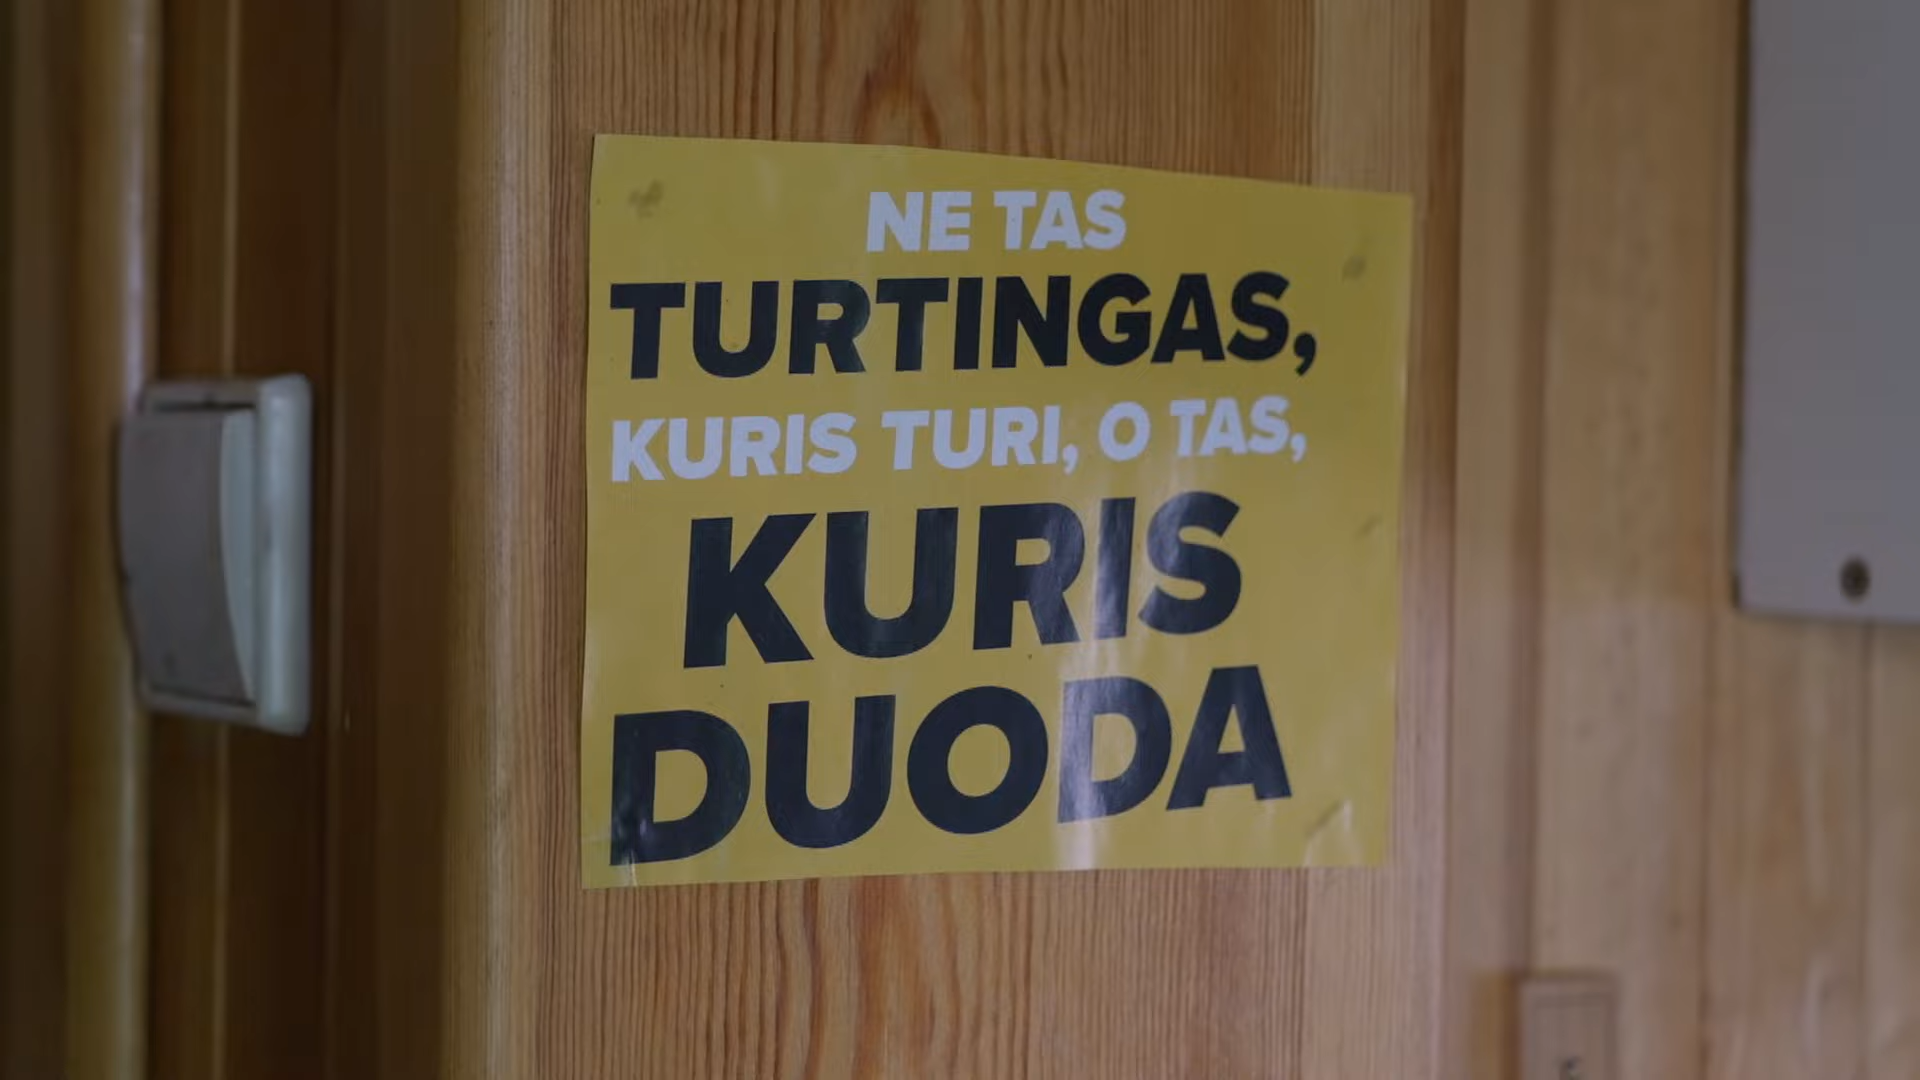 NE TAS
TURTINGAS,
KURIS TURI, O TAS,
KURIS
DUODA